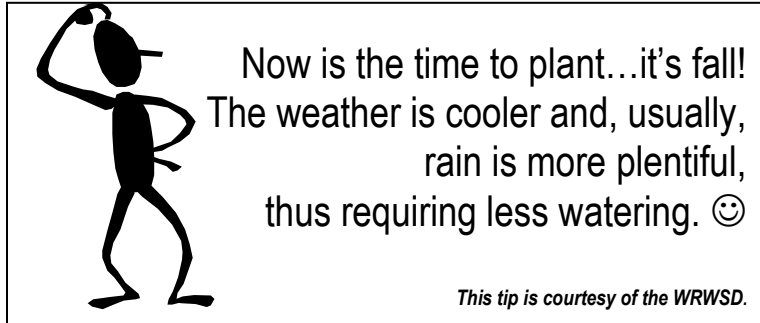 Now is the time to plant…it's fall!
The weather is cooler and, usually,
rain is more plentiful,
thus requiring less watering. ☺
This tip is courtesy of the WRWSD.